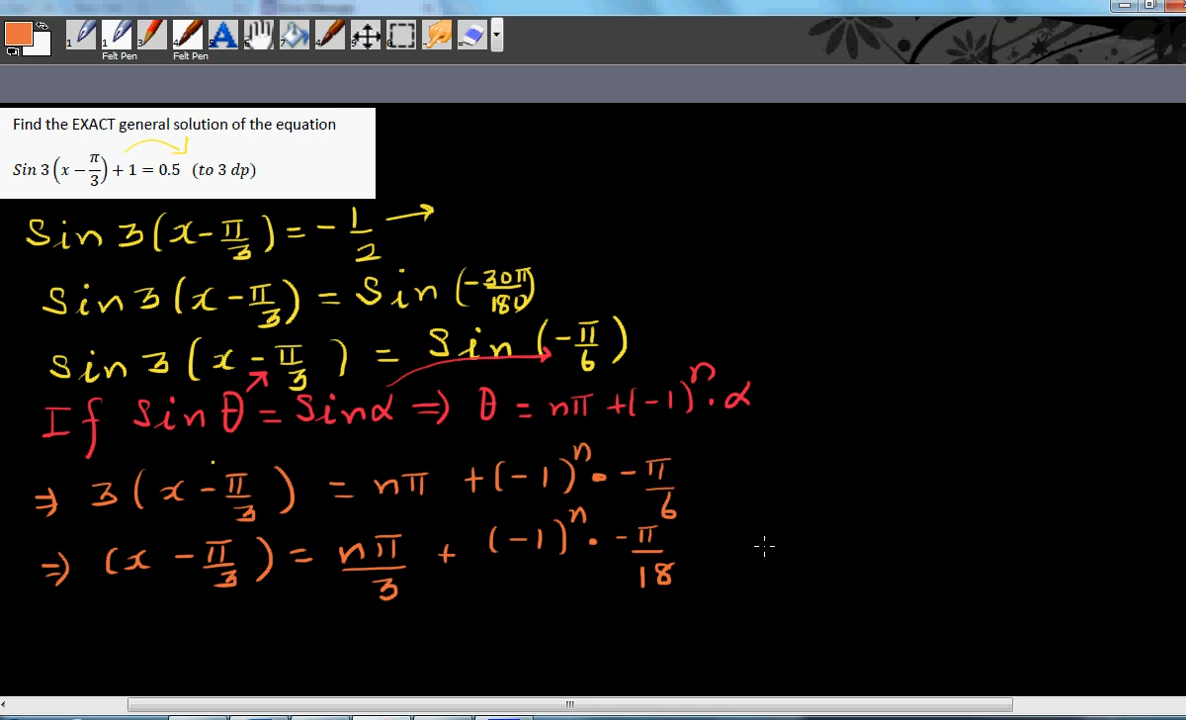 Felt Pen Felt Pen
Find the EXACT general solution of the equation
Sin 3(x − π/3) + 1 = 0.5 (to 3 dp)
Sin 3(x - π/3) = - 1/2 →
Sin 3(x - π/3) = Sin (-30π/180)
Sin 3(x - π/3) = Sin (-π/6)
If Sin θ = Sin α ⇒ θ = nπ + (-1)^n . α
⇒ 3(x - π/3) = nπ + (-1)^n . -π/6
⇒ (x - π/3) = nπ/3 + (-1)^n . -π/18